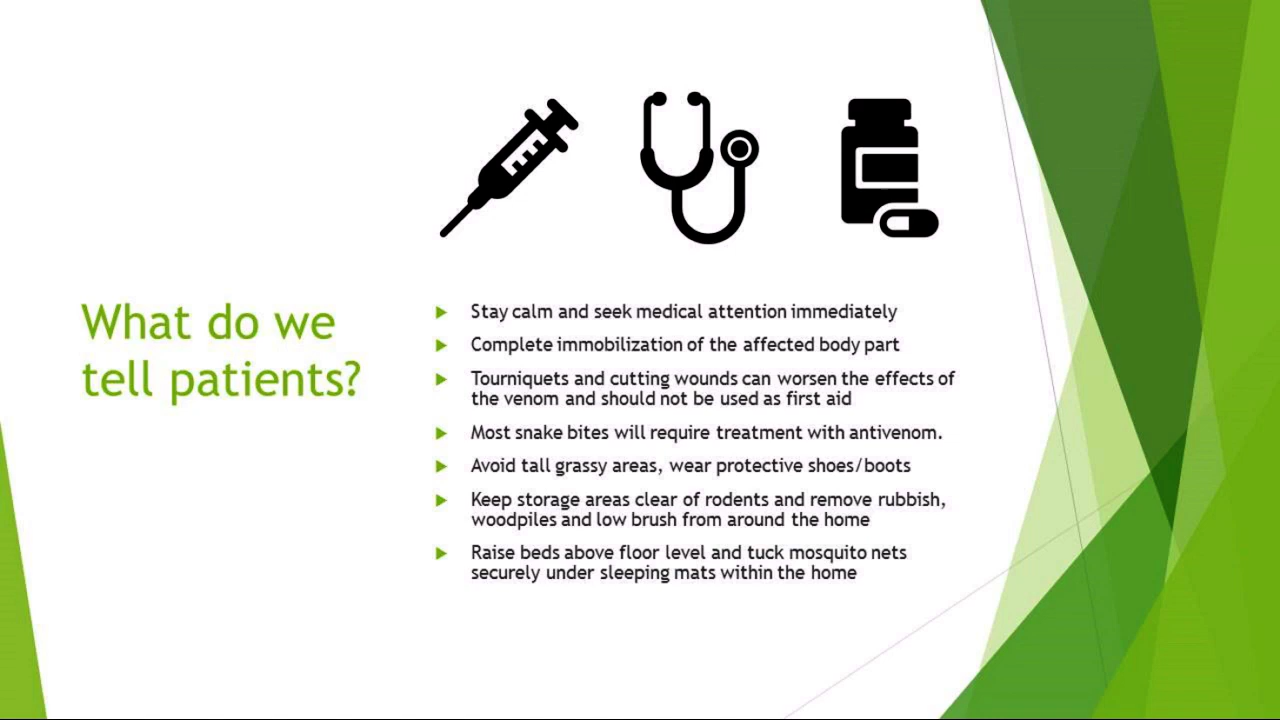 What do we
tell patients?
Stay calm and seek medical attention immediately
Complete immobilization of the affected body part
Tourniquets and cutting wounds can worsen the effects of
the venom and should not be used as first aid
Most snake bites will require treatment with antivenom.
Avoid tall grassy areas, wear protective shoes/boots
Keep storage areas clear of rodents and remove rubbish,
woodpiles and low brush from around the home
Raise beds above floor level and tuck mosquito nets
securely under sleeping mats within the home